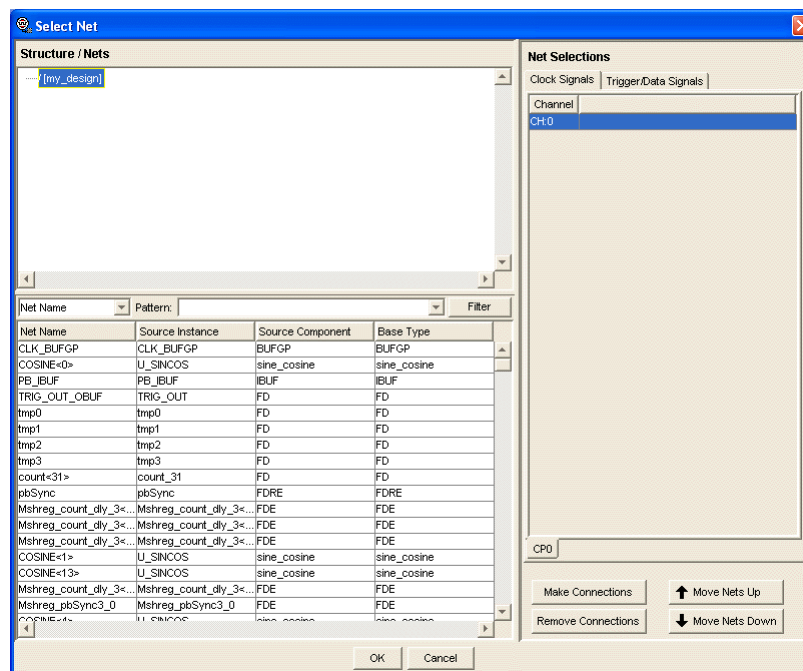 Select Net
Structure / Nets
/ [my_design]
Net Name Pattern: Filter
Net Name Source Instance Source Component Base Type
CLK_BUFGP CLK_BUFGP BUFGP BUFGP
COSINE<0> U_SINCOS sine_cosine sine_cosine
PB_IBUF PB_IBUF IBUF IBUF
TRIG_OUT_OBUF TRIG_OUT FD FD
tmp0 tmp0 FD FD
tmp1 tmp1 FD FD
tmp2 tmp2 FD FD
tmp3 tmp3 FD FD
count<31> count_31 FD FD
pbSync pbSync FDRE FDRE
Mshreg_count_dly_3<... Mshreg_count_dly_3<... FDE FDE
Mshreg_count_dly_3<... Mshreg_count_dly_3<... FDE FDE
Mshreg_count_dly_3<... Mshreg_count_dly_3<... FDE FDE
COSINE<1> U_SINCOS sine_cosine sine_cosine
COSINE<13> U_SINCOS sine_cosine sine_cosine
Mshreg_count_dly_3<... Mshreg_count_dly_3<... FDE FDE
Mshreg_pbSync3_0 Mshreg_pbSync3_0 FDE FDE
COSINE<4> U_SINCOS sine_cosine sine_cosine
Net Selections
Clock Signals Trigger/Data Signals
Channel
CH:0
CP0
Make Connections Move Nets Up
Remove Connections Move Nets Down
OK Cancel